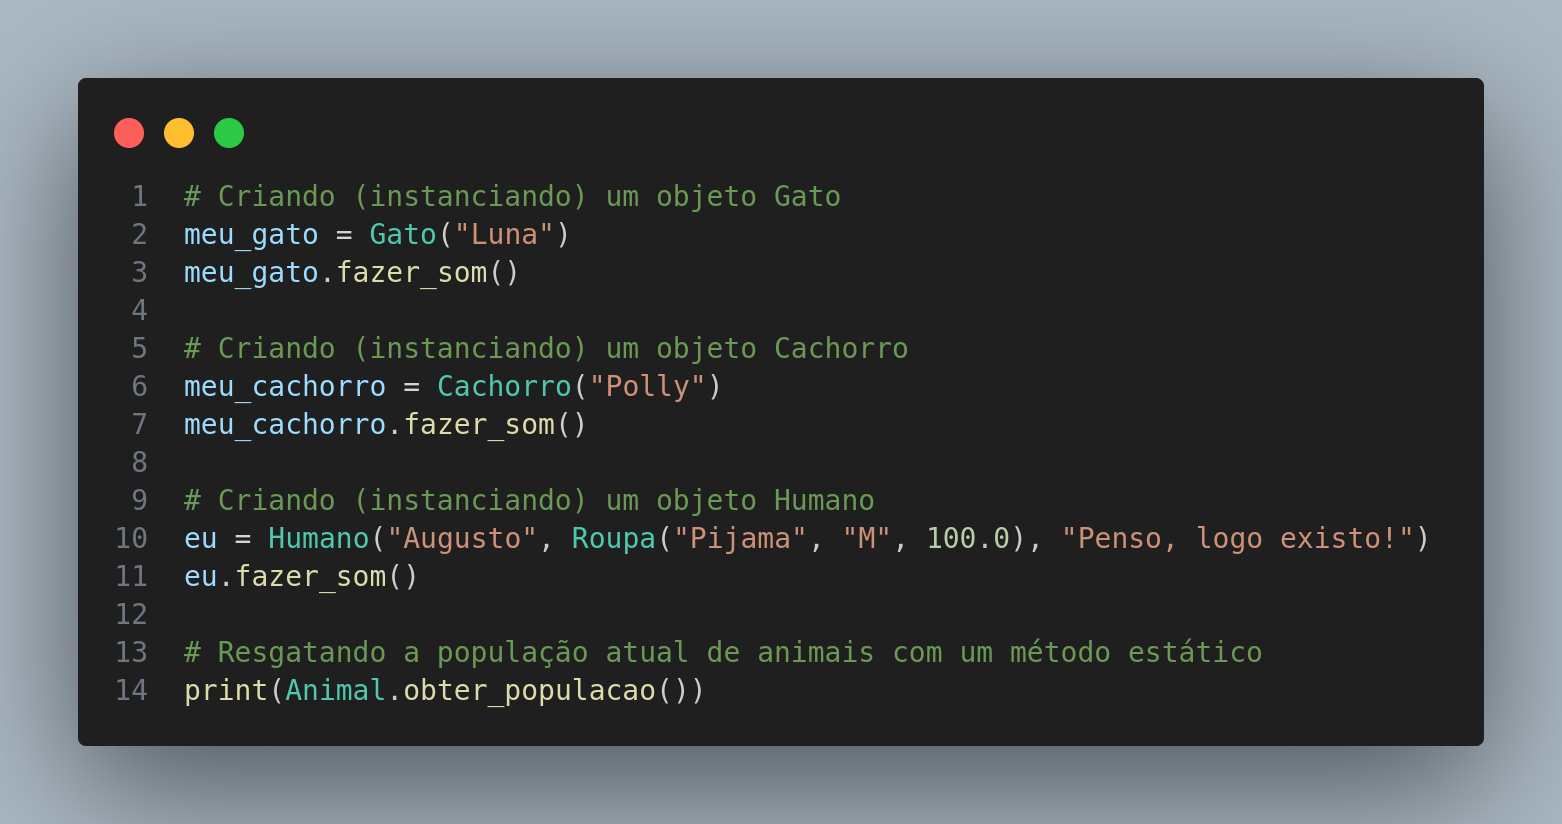 1 # Criando (instanciando) um objeto Gato
2 meu_gato = Gato("Luna")
3 meu_gato.fazer_som()
4
5 # Criando (instanciando) um objeto Cachorro
6 meu_cachorro = Cachorro("Polly")
7 meu_cachorro.fazer_som()
8
9 # Criando (instanciando) um objeto Humano
10 eu = Humano("Augusto", Roupa("Pijama", "M", 100.0), "Penso, logo existo!")
11 eu.fazer_som()
12
13 # Resgatando a população atual de animais com um método estático
14 print(Animal.obter_populacao())